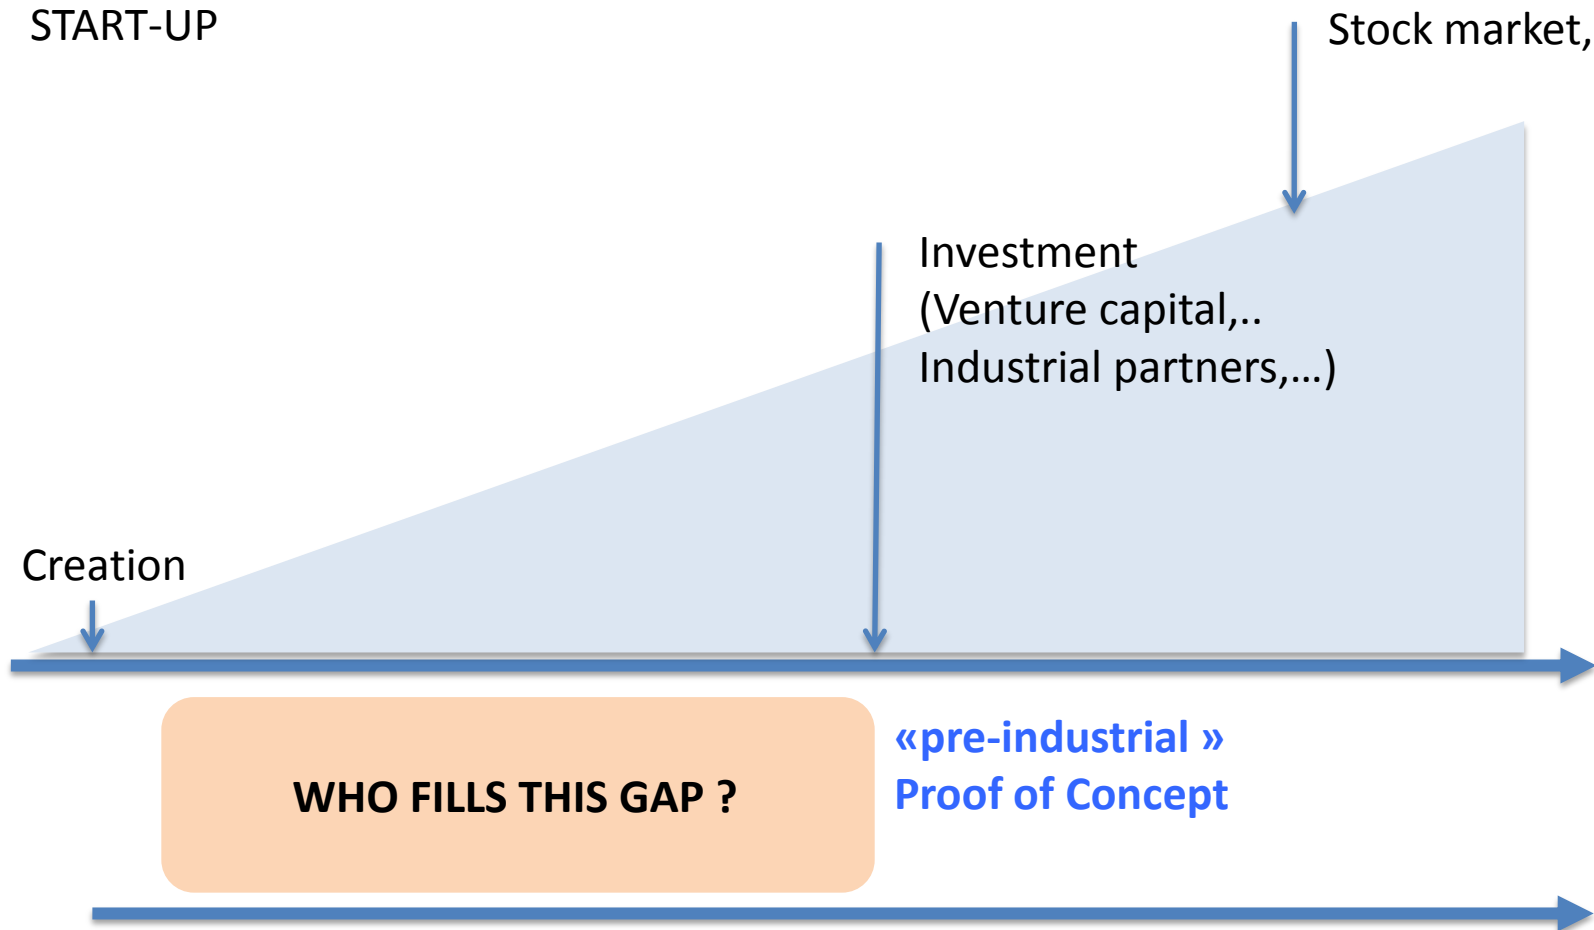 START-UP
Stock market,
Investment
(Venture capital,..
Industrial partners,...)
Creation
WHO FILLS THIS GAP ?
«pre-industrial »
Proof of Concept